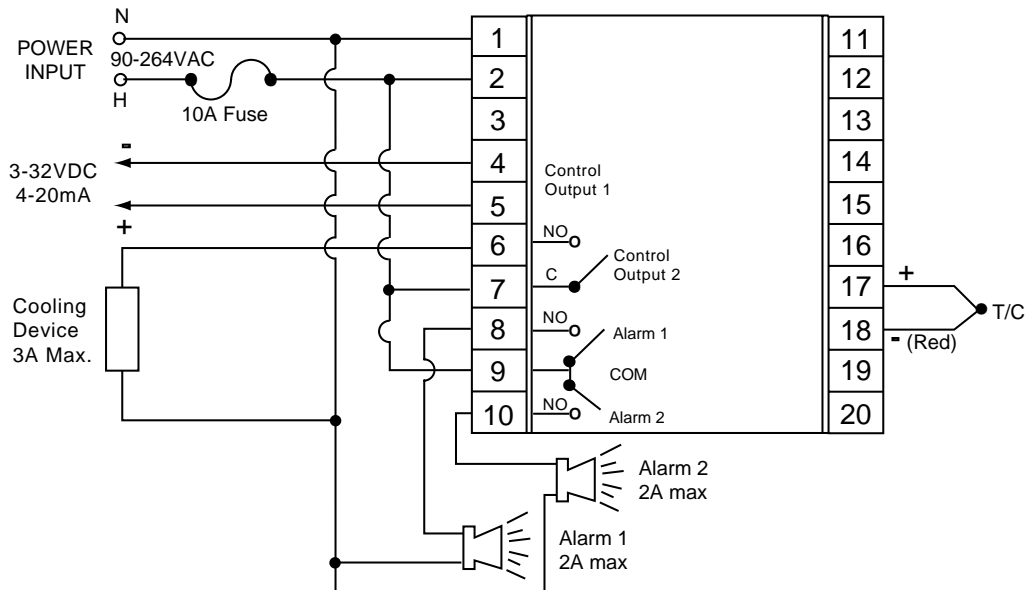 N
POWER
INPUT
90-264VAC
H
10A Fuse
-
3-32VDC
4-20mA
+
Cooling
Device
3A Max.
1
2
3
4
5
6
7
8
9
10
Control
Output 1
NO
Control
Output 2
C
NO
Alarm 1
COM
NO
Alarm 2
11
12
13
14
15
16
17
18
19
20
+
T/C
- (Red)
Alarm 2
2A max
Alarm 1
2A max